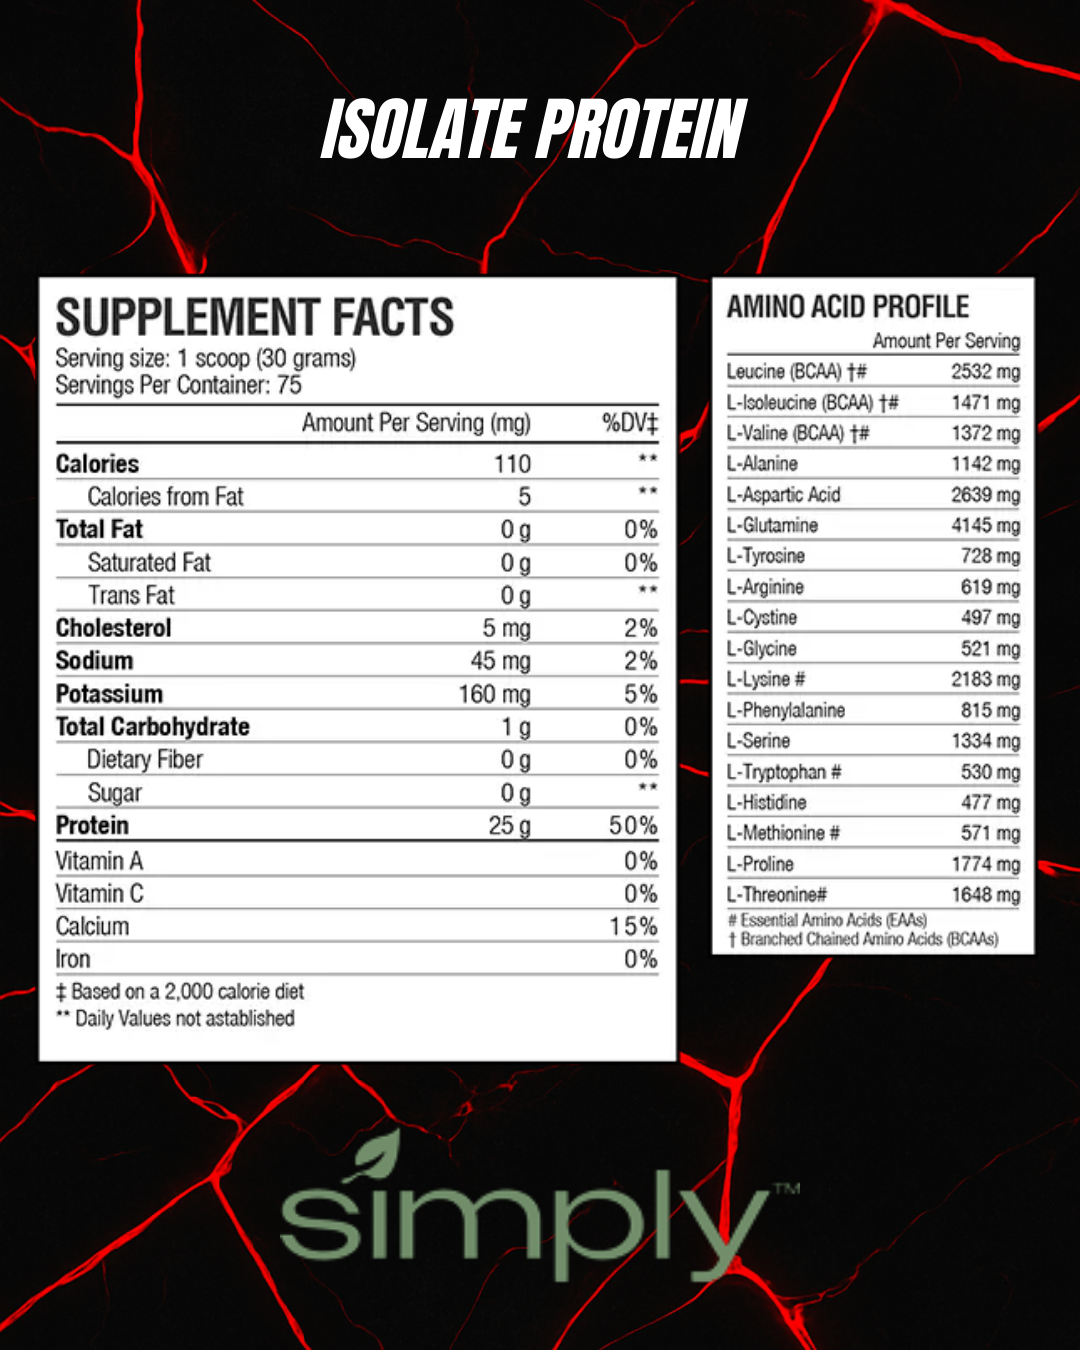 ISOLATE PROTEIN
SUPPLEMENT FACTS
Serving size: 1 scoop (30 grams)
Servings Per Container: 75
Amount Per Serving (mg) %DV‡
Calories 110 **
Calories from Fat 5 **
Total Fat 0 g 0%
Saturated Fat 0 g 0%
Trans Fat 0 g **
Cholesterol 5 mg 2%
Sodium 45 mg 2%
Potassium 160 mg 5%
Total Carbohydrate 1 g 0%
Dietary Fiber 0 g 0%
Sugar 0 g **
Protein 25 g 50%
Vitamin A 0%
Vitamin C 0%
Calcium 15%
Iron 0%
‡ Based on a 2,000 calorie diet
** Daily Values not astablished
AMINO ACID PROFILE
Amount Per Serving
Leucine (BCAA) †# 2532 mg
L-Isoleucine (BCAA) †# 1471 mg
L-Valine (BCAA) †# 1372 mg
L-Alanine 1142 mg
L-Aspartic Acid 2639 mg
L-Glutamine 4145 mg
L-Tyrosine 728 mg
L-Arginine 619 mg
L-Cystine 497 mg
L-Glycine 521 mg
L-Lysine # 2183 mg
L-Phenylalanine 815 mg
L-Serine 1334 mg
L-Tryptophan # 530 mg
L-Histidine 477 mg
L-Methionine # 571 mg
L-Proline 1774 mg
L-Threonine# 1648 mg
# Essential Amino Acids (EAAs)
† Branched Chained Amino Acids (BCAAs)
simply™